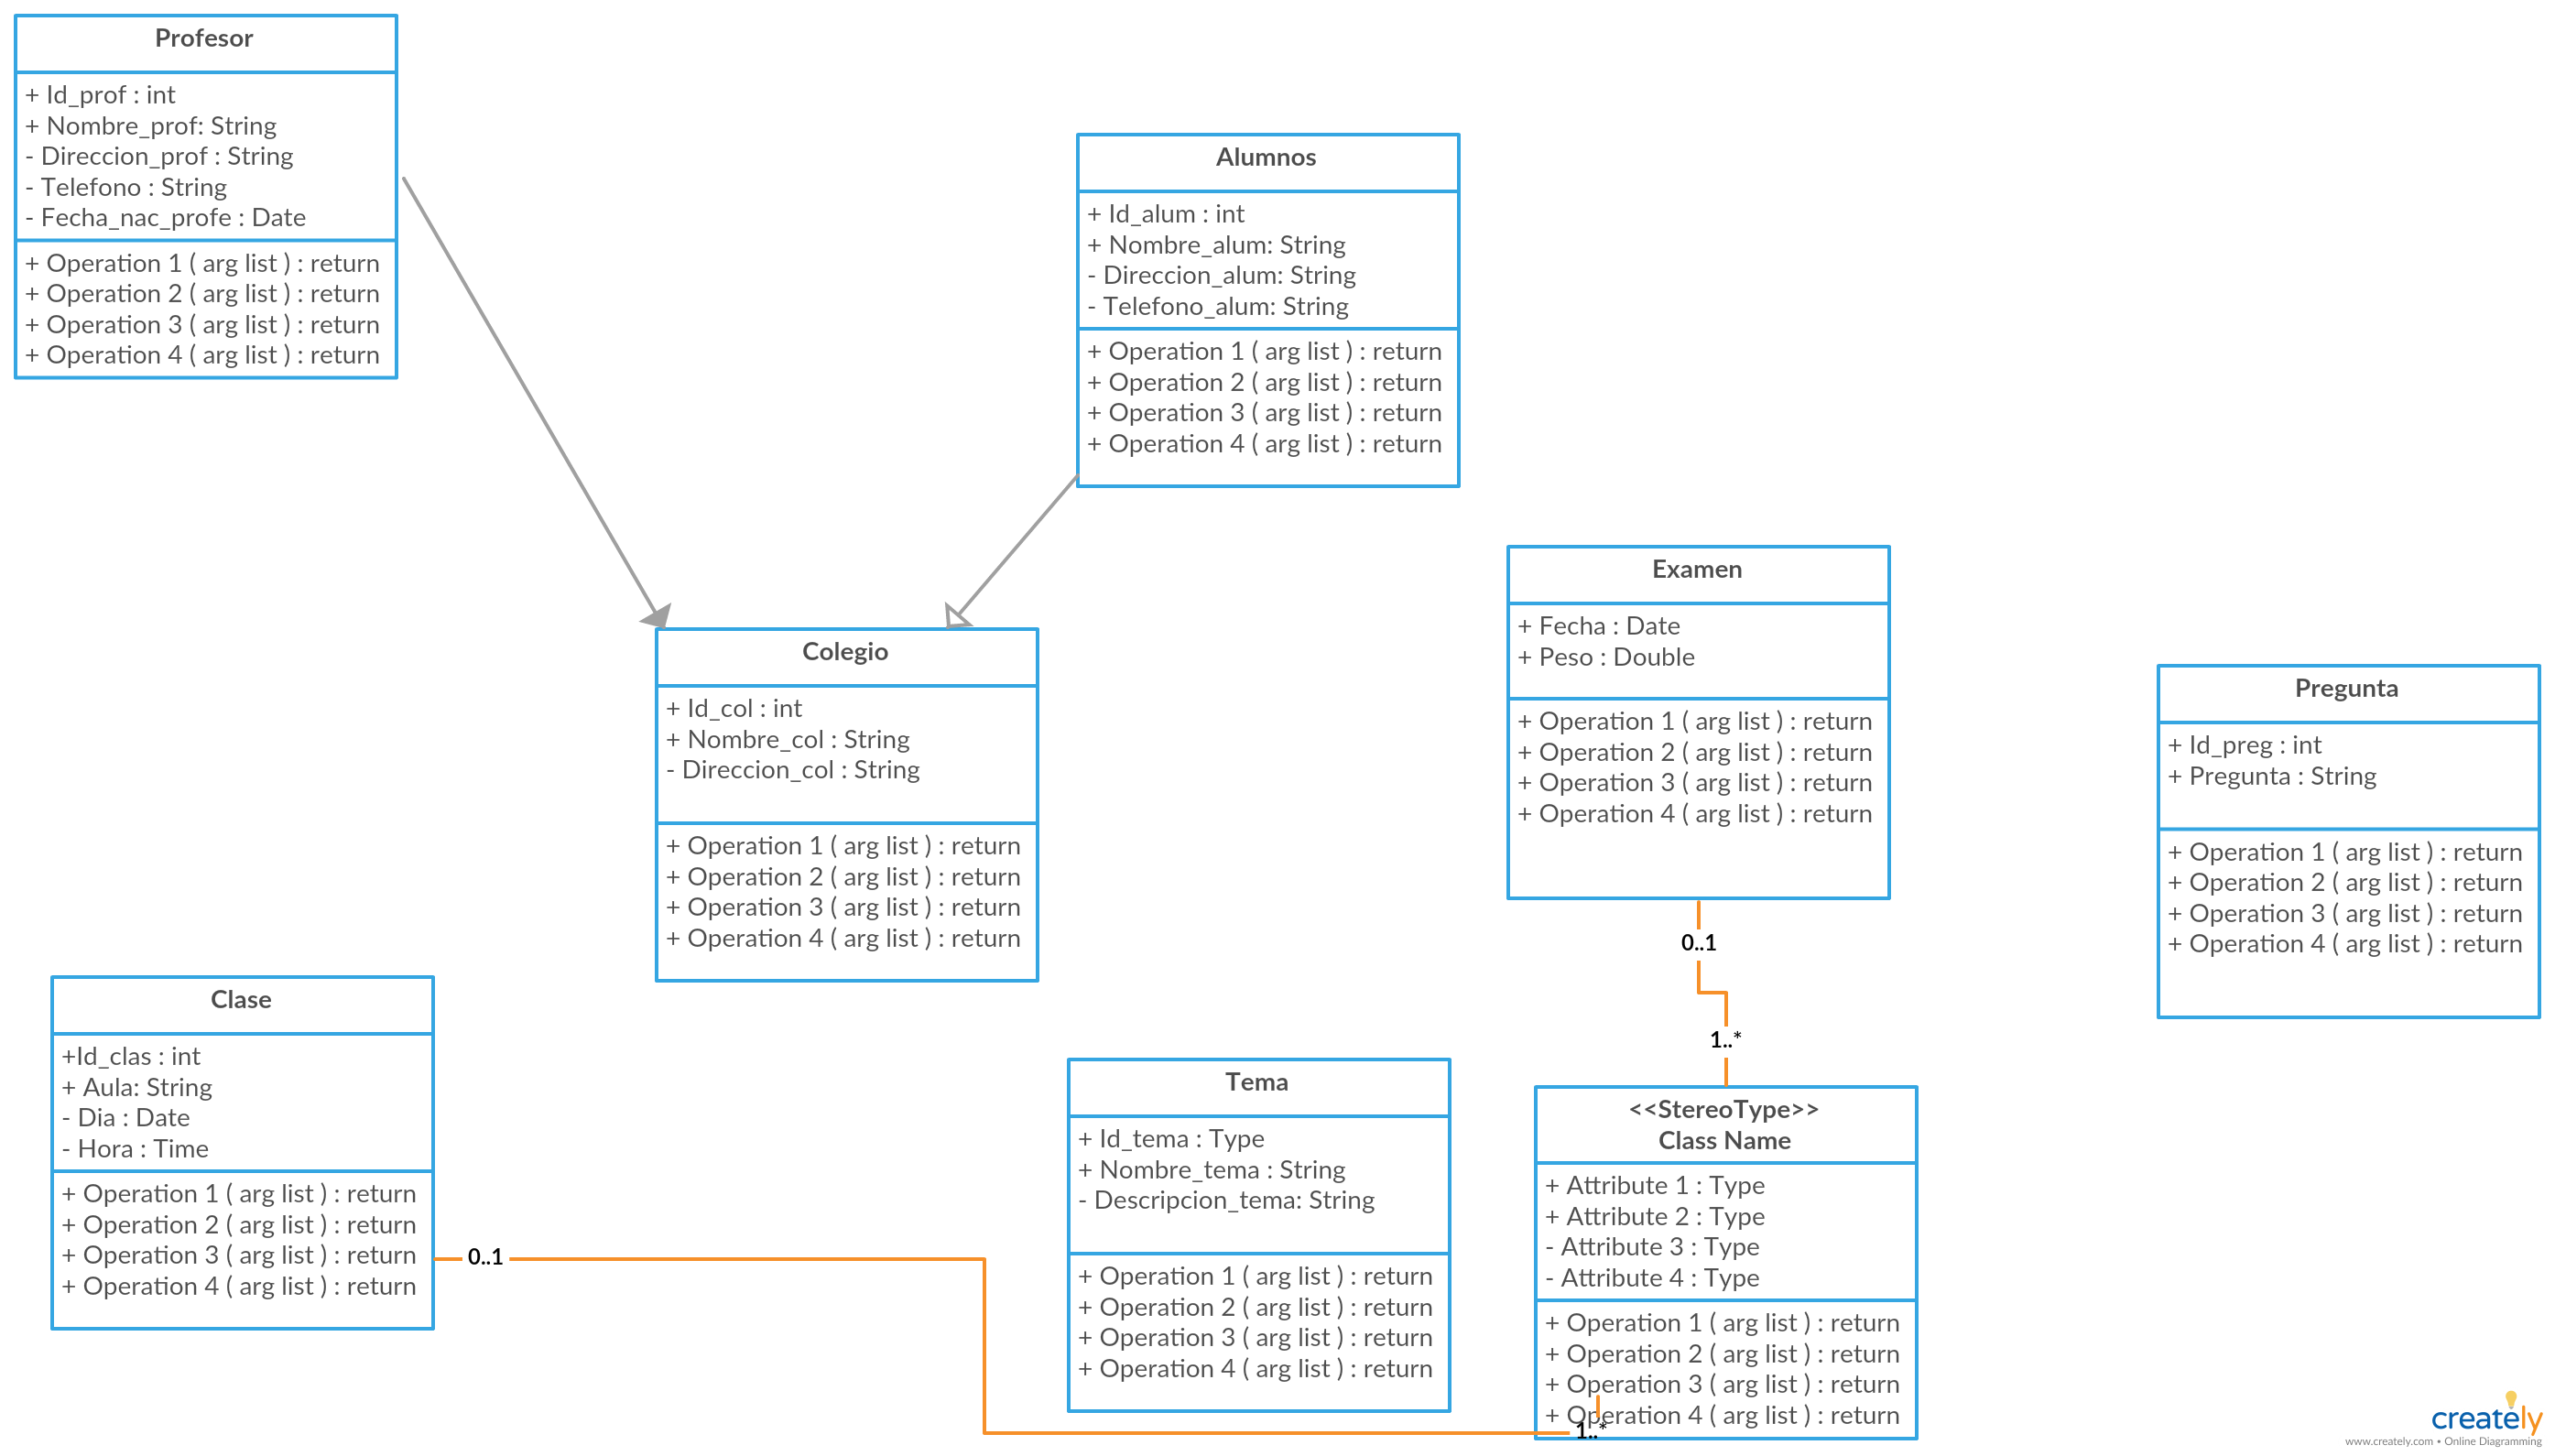 Profesor
+ Id_prof : int
+ Nombre_prof: String
- Direccion_prof : String
- Telefono : String
- Fecha_nac_profe : Date
+ Operation 1 ( arg list ) : return
+ Operation 2 ( arg list ) : return
+ Operation 3 ( arg list ) : return
+ Operation 4 ( arg list ) : return
Alumnos
+ Id_alum : int
+ Nombre_alum: String
- Direccion_alum: String
- Telefono_alum: String
+ Operation 1 ( arg list ) : return
+ Operation 2 ( arg list ) : return
+ Operation 3 ( arg list ) : return
+ Operation 4 ( arg list ) : return
Colegio
+ Id_col : int
+ Nombre_col : String
- Direccion_col : String
+ Operation 1 ( arg list ) : return
+ Operation 2 ( arg list ) : return
+ Operation 3 ( arg list ) : return
+ Operation 4 ( arg list ) : return
Examen
+ Fecha : Date
+ Peso : Double
+ Operation 1 ( arg list ) : return
+ Operation 2 ( arg list ) : return
+ Operation 3 ( arg list ) : return
+ Operation 4 ( arg list ) : return
0..1
1..*
Pregunta
+ Id_preg : int
+ Pregunta : String
+ Operation 1 ( arg list ) : return
+ Operation 2 ( arg list ) : return
+ Operation 3 ( arg list ) : return
+ Operation 4 ( arg list ) : return
Clase
+Id_clas : int
+ Aula: String
- Dia : Date
- Hora : Time
+ Operation 1 ( arg list ) : return
+ Operation 2 ( arg list ) : return
+ Operation 3 ( arg list ) : return
+ Operation 4 ( arg list ) : return
0..1
Tema
+ Id_tema : Type
+ Nombre_tema : String
- Descripcion_tema: String
+ Operation 1 ( arg list ) : return
+ Operation 2 ( arg list ) : return
+ Operation 3 ( arg list ) : return
+ Operation 4 ( arg list ) : return
<<StereoType>>
Class Name
+ Attribute 1 : Type
+ Attribute 2 : Type
- Attribute 3 : Type
- Attribute 4 : Type
+ Operation 1 ( arg list ) : return
+ Operation 2 ( arg list ) : return
+ Operation 3 ( arg list ) : return
+ Operation 4 ( arg list ) : return
1..*
creately
www.creately.com • Online Diagramming